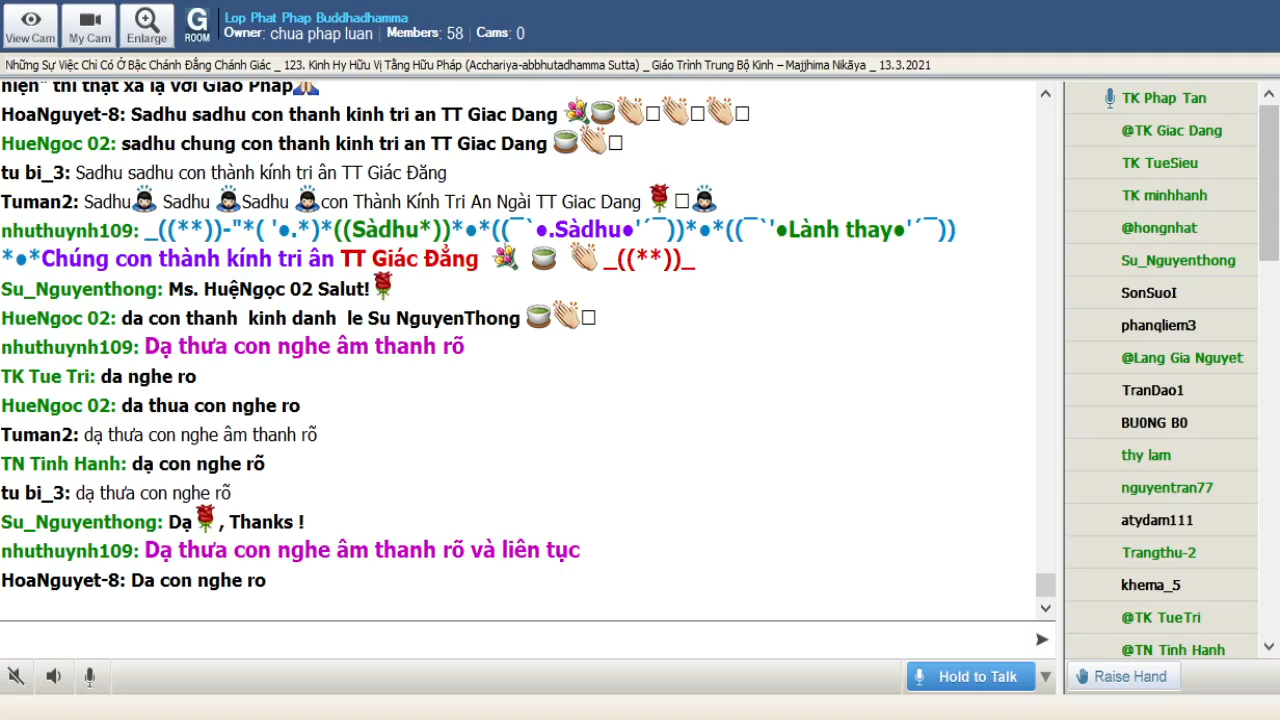 View Cam
My Cam
Enlarge
G
ROOM
Lop Phat Phap Buddhadhamma
Owner: chua phap luan | Members: 58 | Cams: 0
Những Sự Việc Chỉ Có Ở Bậc Chánh Đẳng Chánh Giác _ 123. Kinh Hy Hữu Vị Tằng Hữu Pháp (Acchariya-abbhutadhamma Sutta) _ Giáo Trình Trung Bộ Kinh – Majjhima Nikāya _ 13.3.2021
hiện" thì thật xa lạ với Giáo Pháp🙏
HoaNguyet-8: Sadhu sadhu con thanh kinh tri an TT Giac Dang 💐🍵👏□👏□👏□
HueNgoc 02: sadhu chung con thanh kinh tri an TT Giac Dang 🍵👏□
tu bi_3: Sadhu sadhu con thành kính tri ân TT Giác Đăng
Tuman2: Sadhu🙇 Sadhu 🙇Sadhu 🙇con Thành Kính Tri An Ngài TT Giac Dang 🌹□🙇
nhuthuynh109: _((**))-"*( '●.*)*((Sàdhu*))*●*((¯`●.Sàdhu●'´¯))*●*((¯`'●Lành thay●'´¯))
*●*Chúng con thành kính tri ân TT Giác Đẳng 💐 🍵 👏 _((**))_
Su_Nguyenthong: Ms. HuệNgọc 02 Salut!🌹
HueNgoc 02: da con thanh kinh danh le Su NguyenThong 🍵👏□
nhuthuynh109: Dạ thưa con nghe âm thanh rõ
TK Tue Tri: da nghe ro
HueNgoc 02: da thua con nghe ro
Tuman2: dạ thưa con nghe âm thanh rõ
TN Tinh Hanh: dạ con nghe rõ
tu bi_3: dạ thưa con nghe rõ
Su_Nguyenthong: Dạ🌹, Thanks !
nhuthuynh109: Dạ thưa con nghe âm thanh rõ và liên tục
HoaNguyet-8: Da con nghe ro
TK Phap Tan
@TK Giac Dang
TK TueSieu
TK minhhanh
@hongnhat
Su_Nguyenthong
SonSuoI
phanqliem3
@Lang Gia Nguyet
TranDao1
BU0NG B0
thy lam
nguyentran77
atydam111
Trangthu-2
khema_5
@TK TueTri
@TN Tinh Hanh
Hold to Talk
Raise Hand